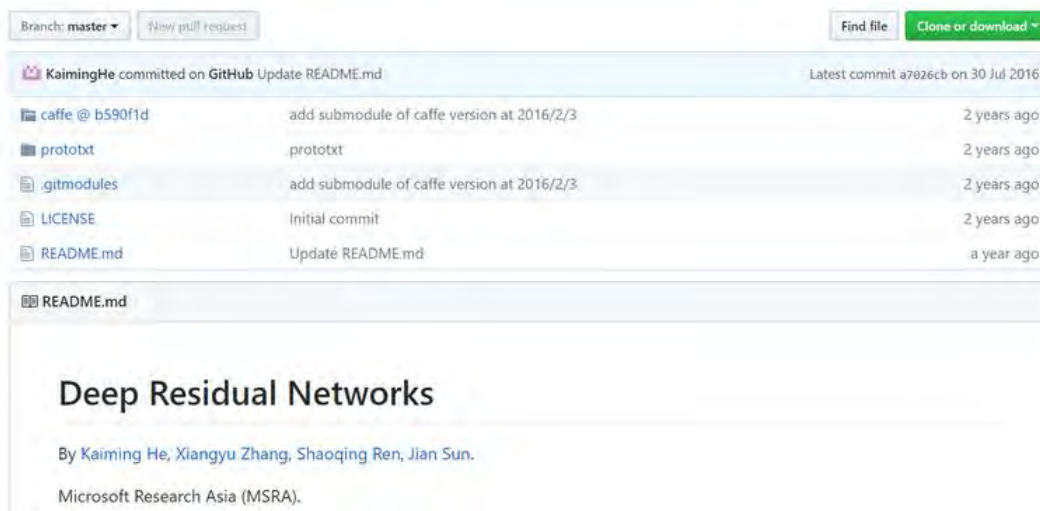 Branch: master New pull request Find file Clone or download
KaimingHe committed on GitHub Update README.md Latest commit a7026cb on 30 Jul 2016
caffe @ b590f1d add submodule of caffe version at 2016/2/3 2 years ago
prototxt prototxt 2 years ago
.gitmodules add submodule of caffe version at 2016/2/3 2 years ago
LICENSE Initial commit 2 years ago
README.md Update README.md a year ago
README.md
Deep Residual Networks
By Kaiming He, Xiangyu Zhang, Shaoqing Ren, Jian Sun.
Microsoft Research Asia (MSRA).